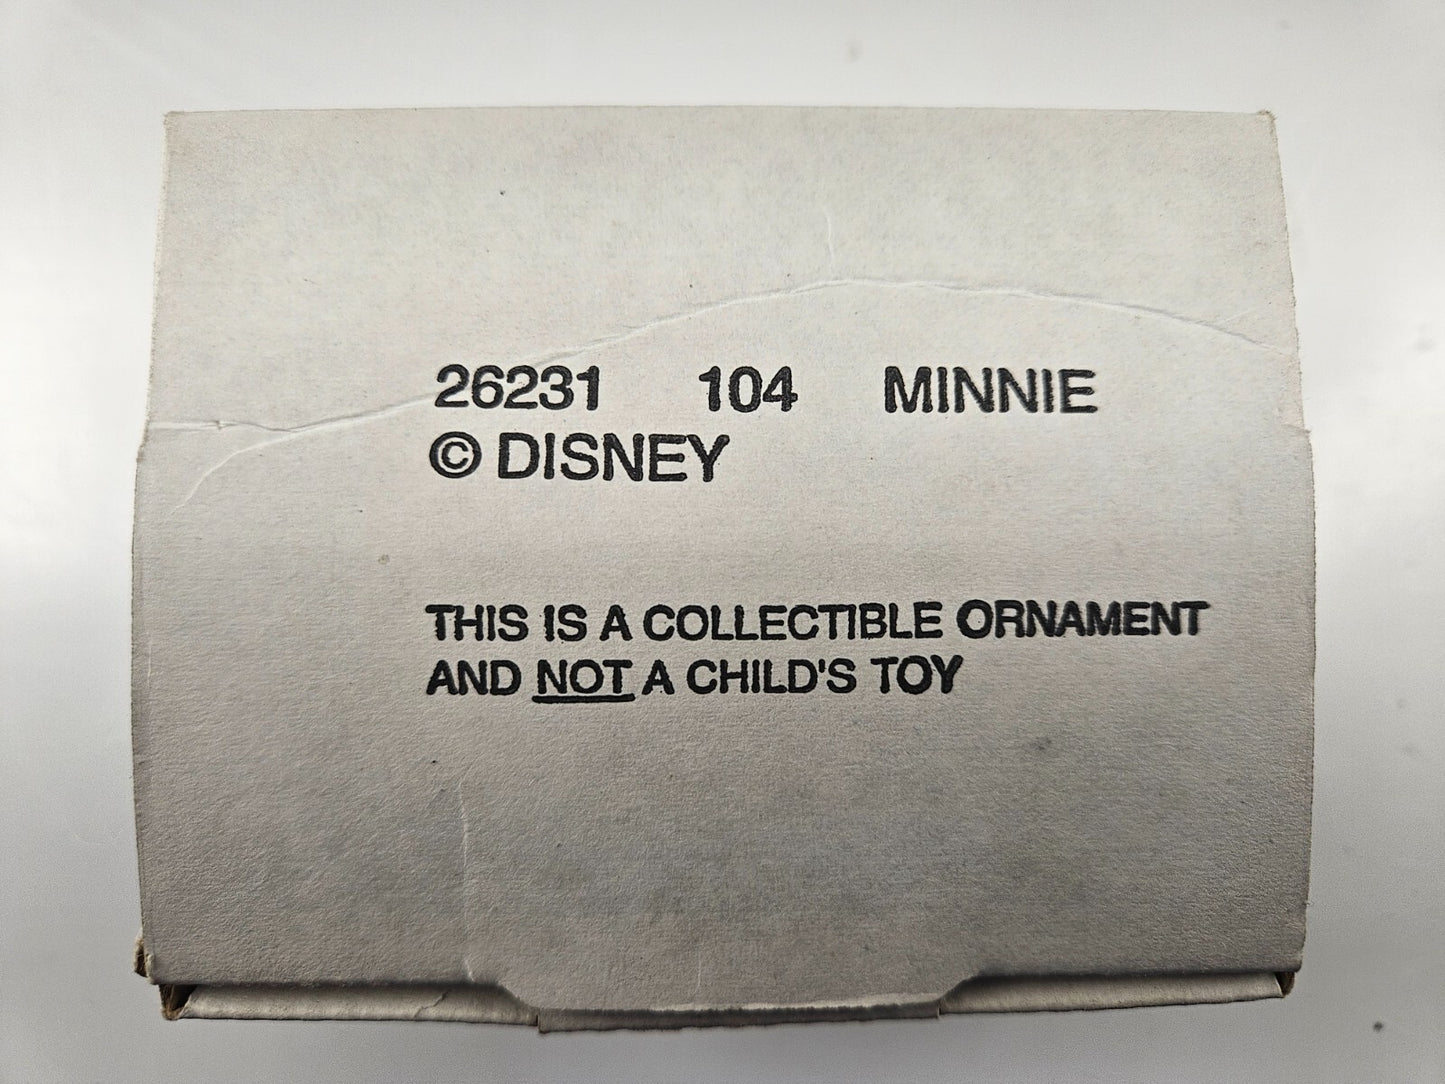 26231 104 MINNIE
© DISNEY
THIS IS A COLLECTIBLE ORNAMENT
AND NOT A CHILD'S TOY